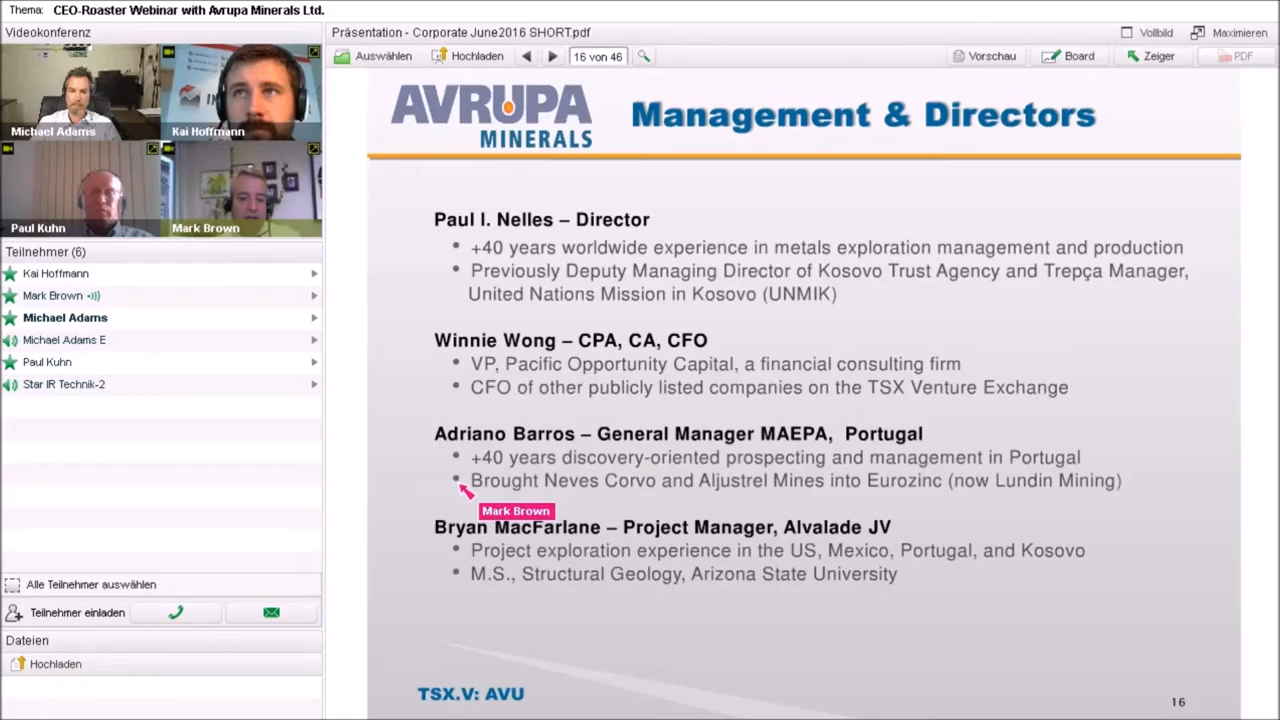 Thema: CEO-Roaster Webinar with Avrupa Minerals Ltd.
Videokonferenz
Michael Adams
Kai Hoffmann
Paul Kuhn
Mark Brown
Teilnehmer (6)
Kai Hoffmann
Mark Brown
Michael Adams
Michael Adams E
Paul Kuhn
Star IR Technik-2
Alle Teilnehmer auswählen
Teilnehmer einladen
Dateien
Hochladen
Präsentation - Corporate June2016 SHORT.pdf
Vollbild
Maximieren
Auswählen
Hochladen
16 von 46
Vorschau
Board
Zeiger
PDF
AVRUPA
MINERALS
Management & Directors
Paul I. Nelles – Director
• +40 years worldwide experience in metals exploration management and production
• Previously Deputy Managing Director of Kosovo Trust Agency and Trepça Manager,
United Nations Mission in Kosovo (UNMIK)
Winnie Wong – CPA, CA, CFO
• VP, Pacific Opportunity Capital, a financial consulting firm
• CFO of other publicly listed companies on the TSX Venture Exchange
Adriano Barros – General Manager MAEPA, Portugal
• +40 years discovery-oriented prospecting and management in Portugal
• Brought Neves Corvo and Aljustrel Mines into Eurozinc (now Lundin Mining)
Mark Brown
Bryan MacFarlane – Project Manager, Alvalade JV
• Project exploration experience in the US, Mexico, Portugal, and Kosovo
• M.S., Structural Geology, Arizona State University
TSX.V: AVU
16